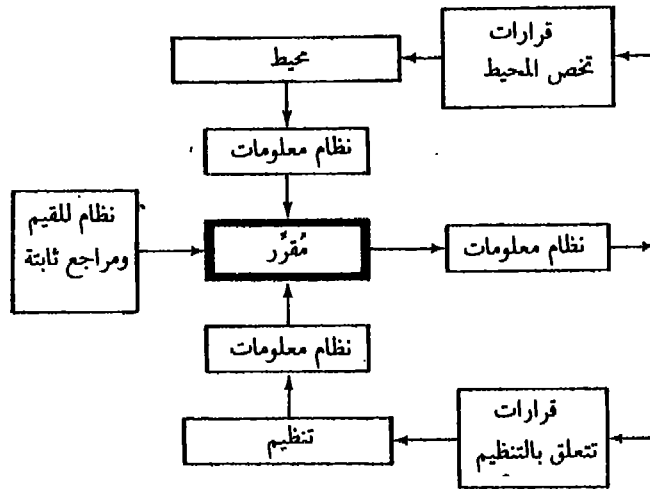 قرارات
تخص المحيط
محيط
نظام معلومات
نظام للقيم
ومراجع ثابتة
مُقرِّر
نظام معلومات
نظام معلومات
قرارات
تتعلق بالتنظيم
تنظيم